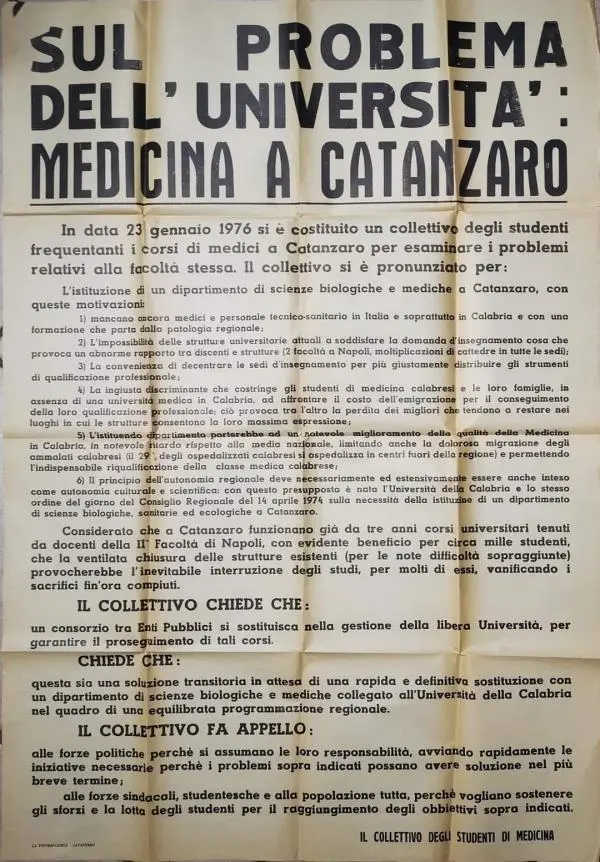 SUL PROBLEMA
DELL' UNIVERSITA' :
MEDICINA A CATANZARO
In data 23 gennaio 1976 si è costituito un collettivo degli studenti
frequentanti i corsi di medici a Catanzaro per esaminare i problemi
relativi alla facoltà stessa. Il collettivo si è pronunziato per:
L'istituzione di un dipartimento di scienze biologiche e mediche a Catanzaro, con
queste motivazioni:
1) mancano ancora medici e personale tecnico-sanitario in Italia e soprattutto in Calabria e con una
formazione che parta dalla patologia regionale;
2) L'impossibilità delle strutture universitarie attuali a soddisfare la domanda d'insegnamento cosa che
provoca un abnorme rapporto tra discenti e strutture (2 facoltà a Napoli, moltiplicazioni di cattedre in tutte le sedi);
3) La convenienza di decentrare le sedi d'insegnamento per più giustamente distribuire gli strumenti
di qualificazione professionale;
4) La ingiusta discriminante che costringe gli studenti di medicina calabresi e le loro famiglie, in
assenza di una università medica in Calabria, ad affrontare il costo dell'emigrazione per il conseguimento
della loro qualificazione professionale; ciò provoca tra l'altro la perdita dei migliori che tendono a restare nei
luoghi in cui le strutture consentono la loro massima espressione;
5) L'istituendo dipartimento porterebbe ad un notevole miglioramento della qualità della Medicina
in Calabria, in notevole ritardo rispetto alla media nazionale, limitando anche la dolorosa migrazione degli
ammalati calabresi (il 29%, degli ospedalizzati calabresi si ospedalizza in centri fuori della regione) e permettendo
l'indispensabile riqualificazione della classe medica calabrese;
6) Il principio dell'autonomia regionale deve necessariamente ed estensivamente essere anche inteso
come autonomia culturale e scientifica: con questo presupposto è nata l'Università della Calabria e lo stesso
ordine del giorno del Consiglio Regionale del 14 aprile 1974 sulla necessità della istituzine di un dipartimento
di scienze biologiche, sanitarie ed ecologiche a Catanzaro.
Considerato che a Catanzaro funzionano già da tre anni corsi universitari tenuti
da docenti della IIª Facoltà di Napoli, con evidente beneficio per circa mille studenti,
che la ventilata chiusura delle strutture esistenti (per le note difficoltà sopraggiunte)
provocherebbe l'inevitabile interruzione degli studi, per molti di essi, vanificando i
sacrifici fin'ora compiuti.
IL COLLETTIVO CHIEDE CHE:
un consorzio tra Enti Pubblici si sostituisca nella gestione della libera Università, per
garantire il proseguimento di tali corsi.
CHIEDE CHE:
questa sia una soluzione transitoria in attesa di una rapida e definitiva sostituzione con
un dipartimento di scienze biologiche e mediche collegato all'Università della Calabria
nel quadro di una equilibrata programmazione regionale.
IL COLLETTIVO FA APPELLO:
alle forze politiche perchè si assumano le loro responsabilità, avviando rapidamente le
iniziative necessarie perchè i problemi sopra indicati possano avere soluzione nel più
breve termine;
alle forze sindacali, studentesche e alla popolazione tutta, perchè vogliano sostenere
gli sforzi e la lotta degli studenti per il raggiungimento degli obbiettivi sopra indicati.
IL COLLETTIVO DEGLI STUDENTI DI MEDICINA
LA TIPOMECCANICA - CATANZARO